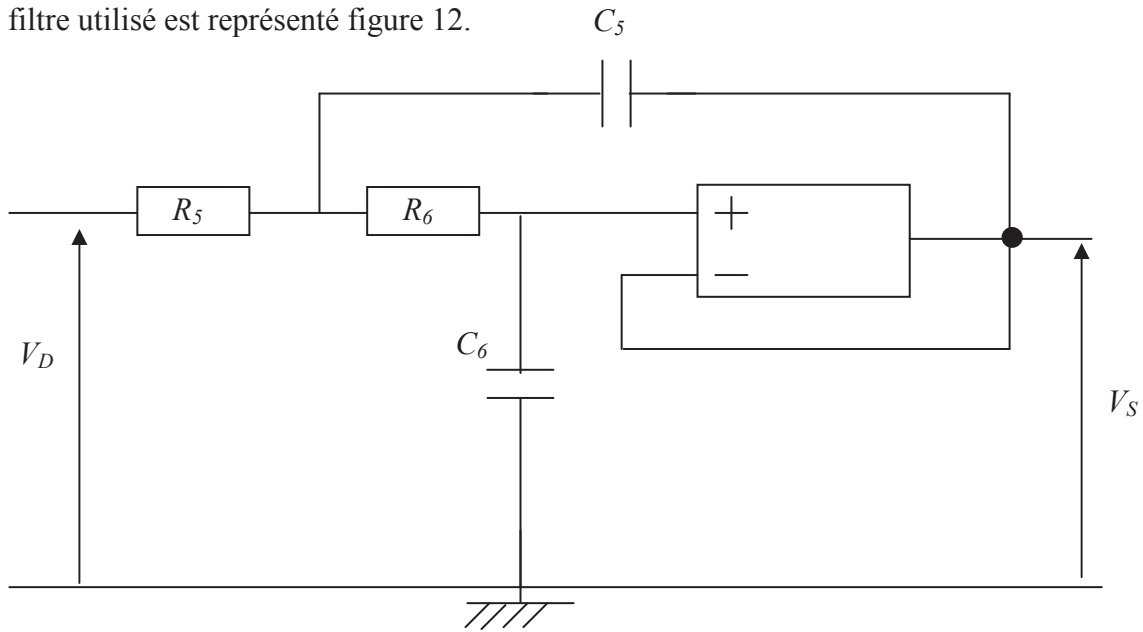 filtre utilisé est représenté figure 12.
C5
R5
R6
+
−
VD
C6
VS